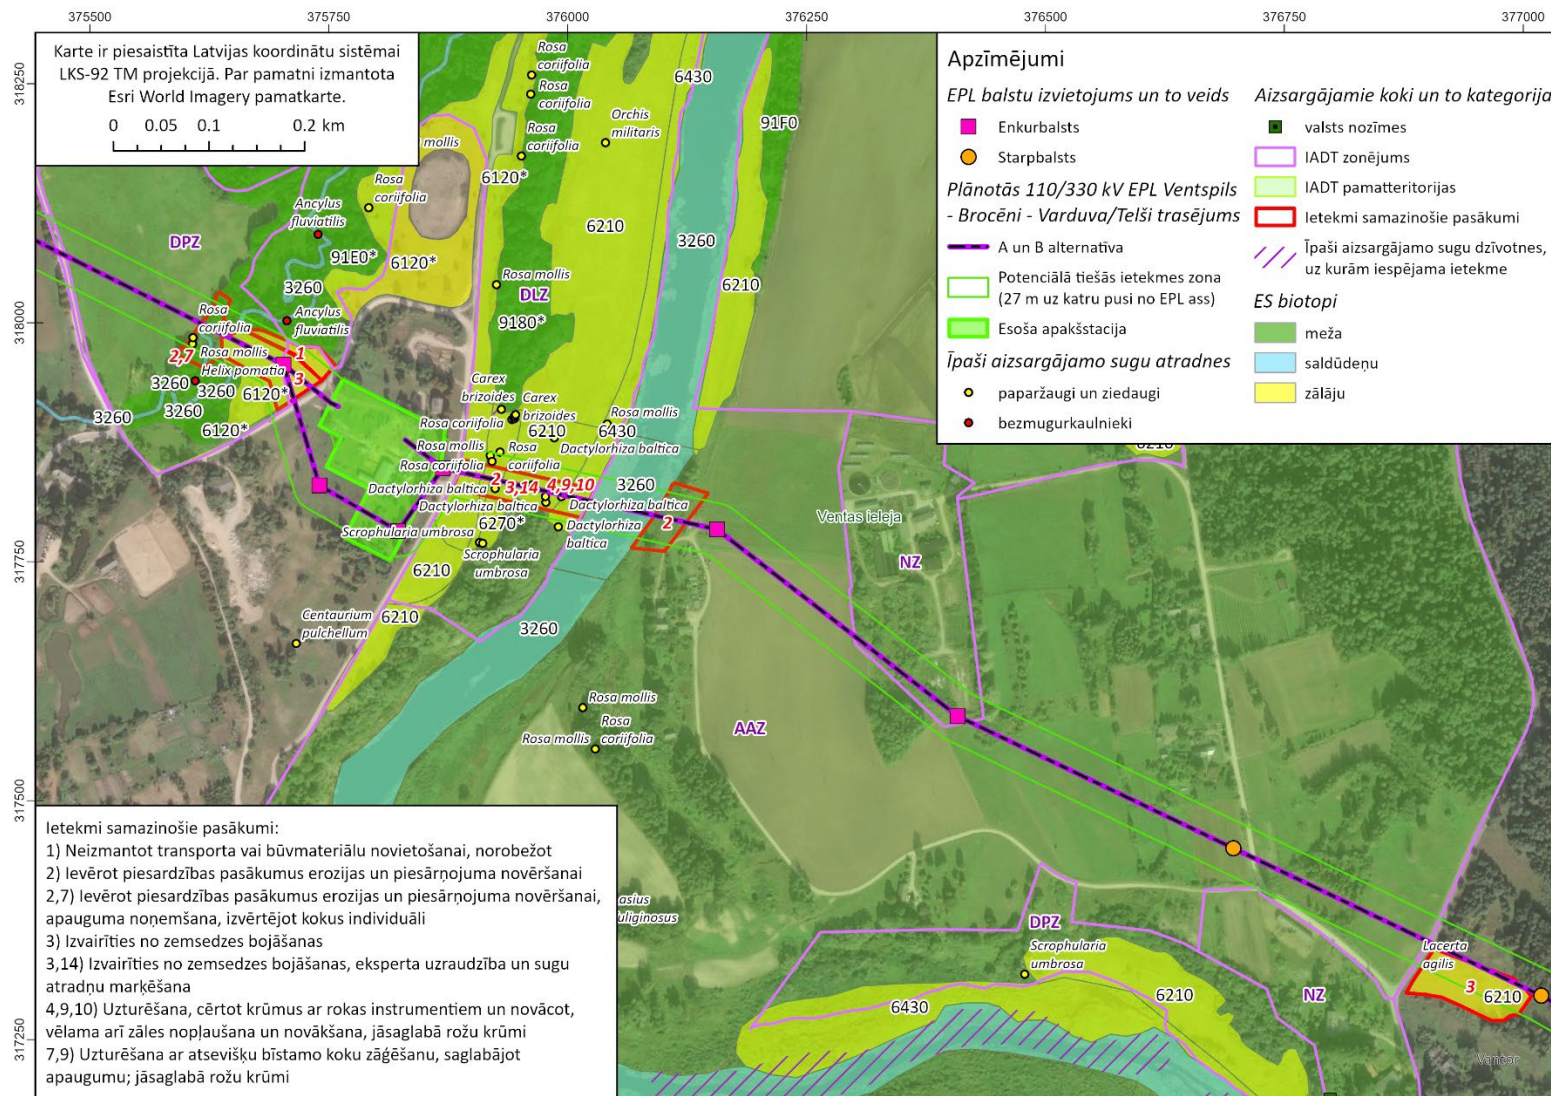 375500
375750
376000
376250
376500
376750
377000
318250
318000
317750
317500
317250
Karte ir piesaistīta Latvijas koordinātu sistēmai
LKS-92 TM projekcijā. Par pamatni izmantota
Esri World Imagery pamatkarte.
0 0.05 0.1 0.2 km
Apzīmējumi
EPL balstu izvietojums un to veids
Enkurbalsts
Starpbalsts
Plānotās 110/330 kV EPL Ventspils
- Brocēni - Varduva/Telši trasējums
A un B alternatīva
Potenciālā tiešās ietekmes zona
(27 m uz katru pusi no EPL ass)
Esoša apakšstacija
Īpaši aizsargājamo sugu atradnes
paparžaugi un ziedaugi
bezmugurkaulnieki
Aizsargājamie koki un to kategorija
valsts nozīmes
IADT zonējums
IADT pamatteritorijas
Ietekmi samazinošie pasākumi
Īpaši aizsargājamo sugu dzīvotnes,
uz kurām iespējama ietekme
ES biotopi
meža
saldūdeņu
zālāju
Rosa
coriifolia
Rosa
coriifolia
Orchis
militaris
Rosa
coriifolia
6430
91F0
mollis
6120*
Rosa
coriifolia
Ancylus
fluviatilis
6210
DPZ
3260
91E0*
6120*
6210
3260
Rosa mollis
DLZ
9180*
Rosa
coriifolia
Ancylus
fluviatilis
2,7
1
Rosa mollis
Helix pomatia
3
3260
3260
6120*
3260
3260
6120*
Carex
brizoides
Carex
brizoides
Rosa coriifolia
6210
Rosa mollis
6430
Dactylorhiza baltica
Rosa mollis
Rosa
coriifolia
Rosa coriifolia
2
3,14
4,9,10
3260
Dactylorhiza baltica
Dactylorhiza baltica
Dactylorhiza baltica
6270*
Scrophularia umbrosa
Dactylorhiza
baltica
2
Scrophularia
umbrosa
6210
6210
3260
Centaurium
pulchellum
Ventas ieleja
NZ
6210
Rosa mollis
Rosa
coriifolia
Rosa mollis
AAZ
DPZ
Scrophularia
umbrosa
6430
6210
NZ
Lacerta
agilis
3
6210
asius
uliginosus
Ietekmi samazinošie pasākumi:
1) Neizmantot transporta vai būvmateriālu novietošanai, norobežot
2) Ievērot piesardzības pasākumus erozijas un piesārņojuma novēršanai
2,7) Ievērot piesardzības pasākumus erozijas un piesārņojuma novēršanai,
apauguma noņemšana, izvērtējot kokus individuāli
3) Izvairīties no zemsedzes bojāšanas
3,14) Izvairīties no zemsedzes bojāšanas, eksperta uzraudzība un sugu
atradņu marķēšana
4,9,10) Uzturēšana, cērtot krūmus ar rokas instrumentiem un novācot,
vēlama arī zāles nopļaušana un novākšana, jāsaglabā rožu krūmi
7,9) Uzturēšana ar atsevišķu bīstamo koku zāģēšanu, saglabājot
apaugumu; jāsaglabā rožu krūmi